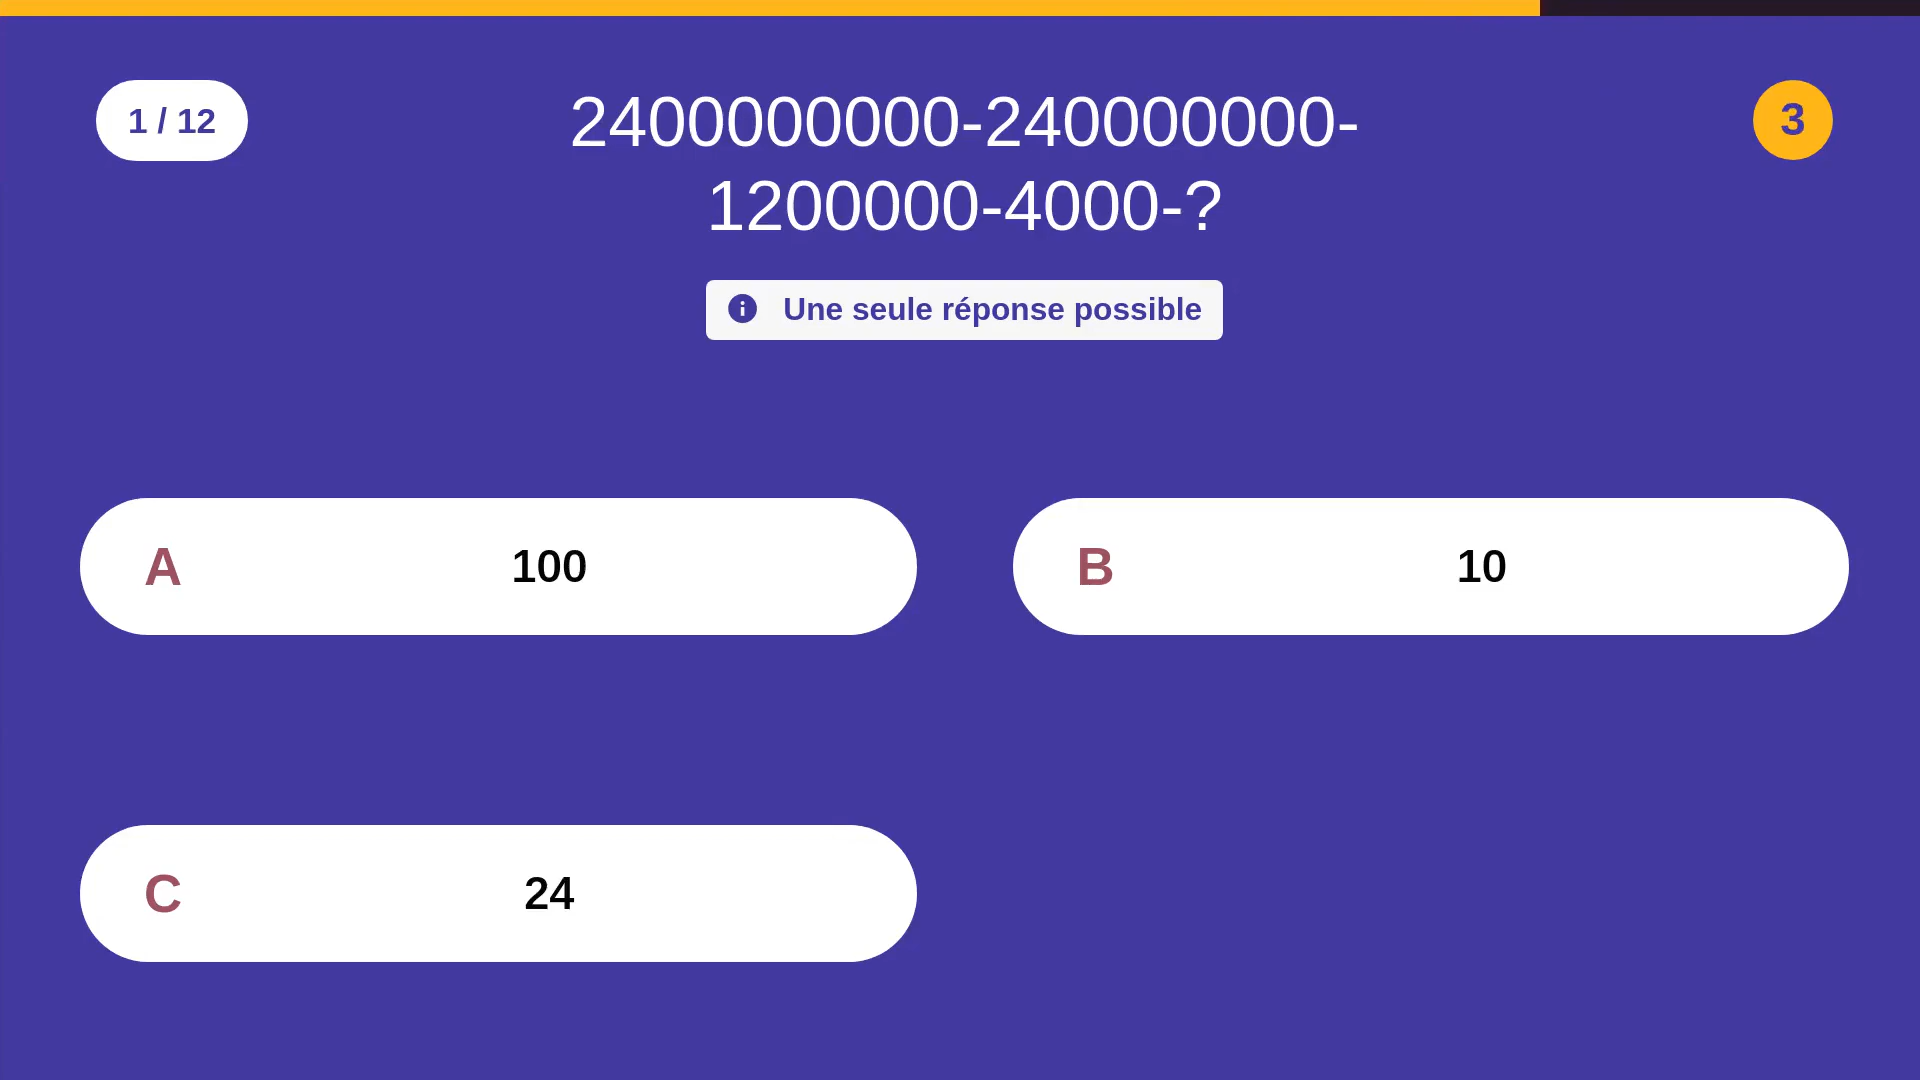 1 / 12
2400000000-240000000-
1200000-4000-?
3
Une seule réponse possible
A 100
B 10
C 24